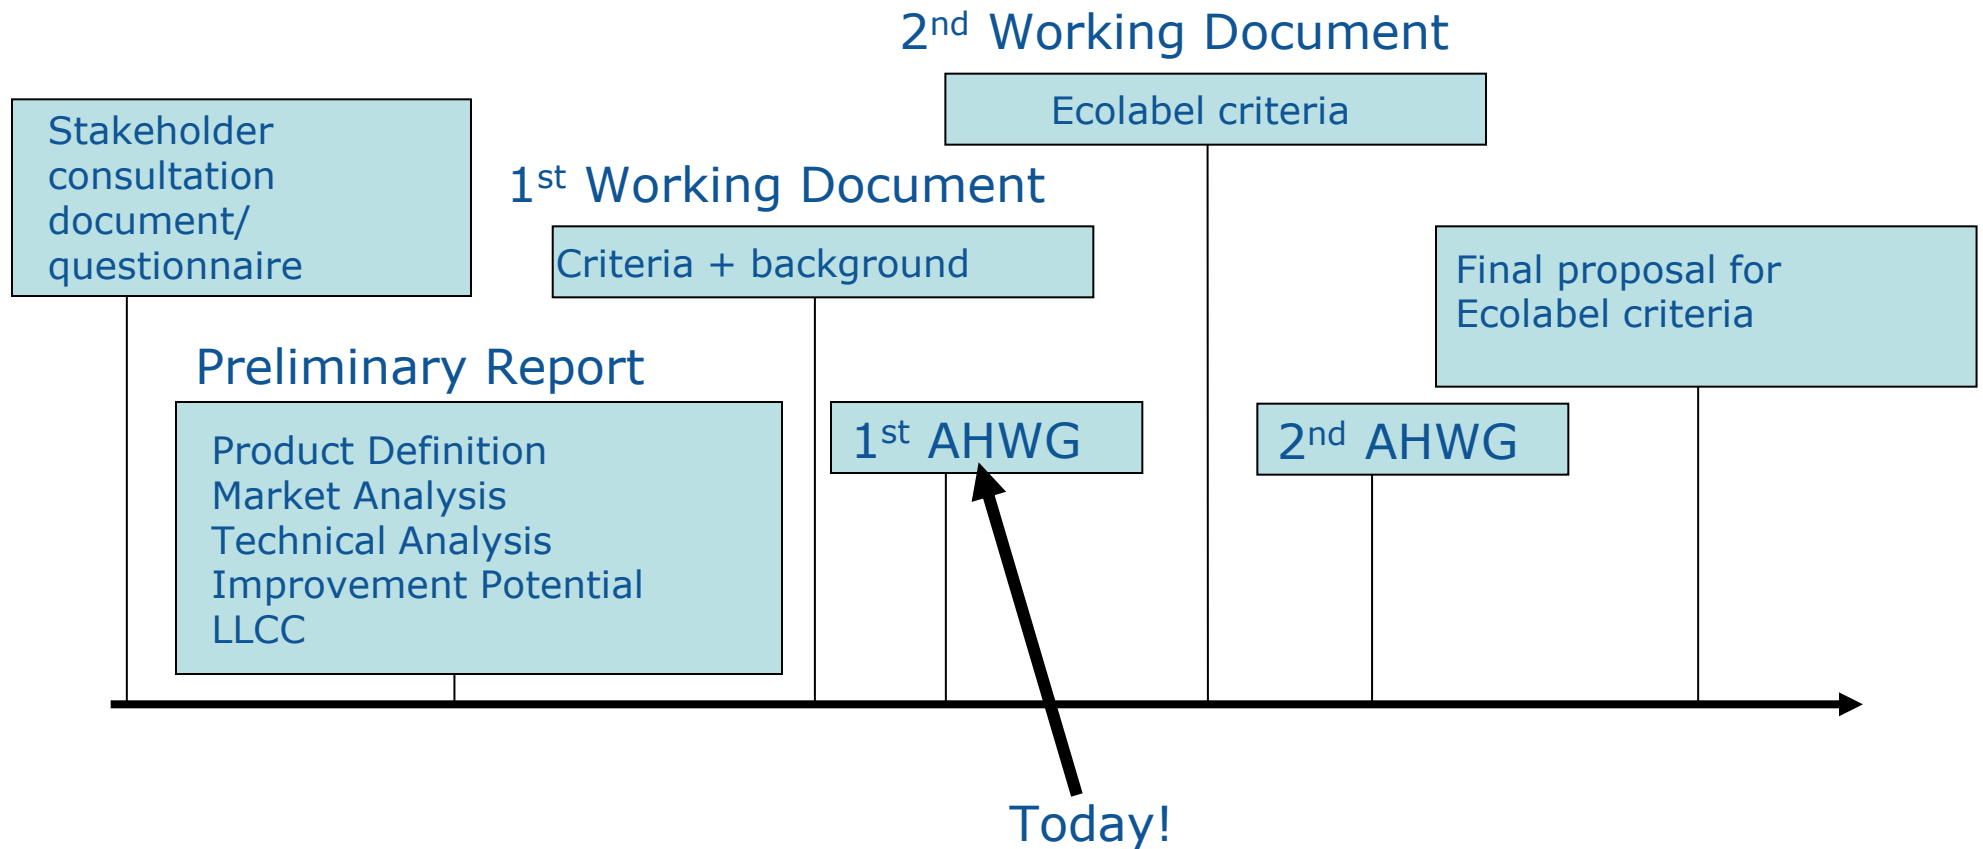 2nd Working Document
Ecolabel criteria
Stakeholder
consultation
document/
questionnaire
1st Working Document
Criteria + background
Final proposal for
Ecolabel criteria
Preliminary Report
Product Definition
Market Analysis
Technical Analysis
Improvement Potential
LLCC
1st AHWG
2nd AHWG
Today!